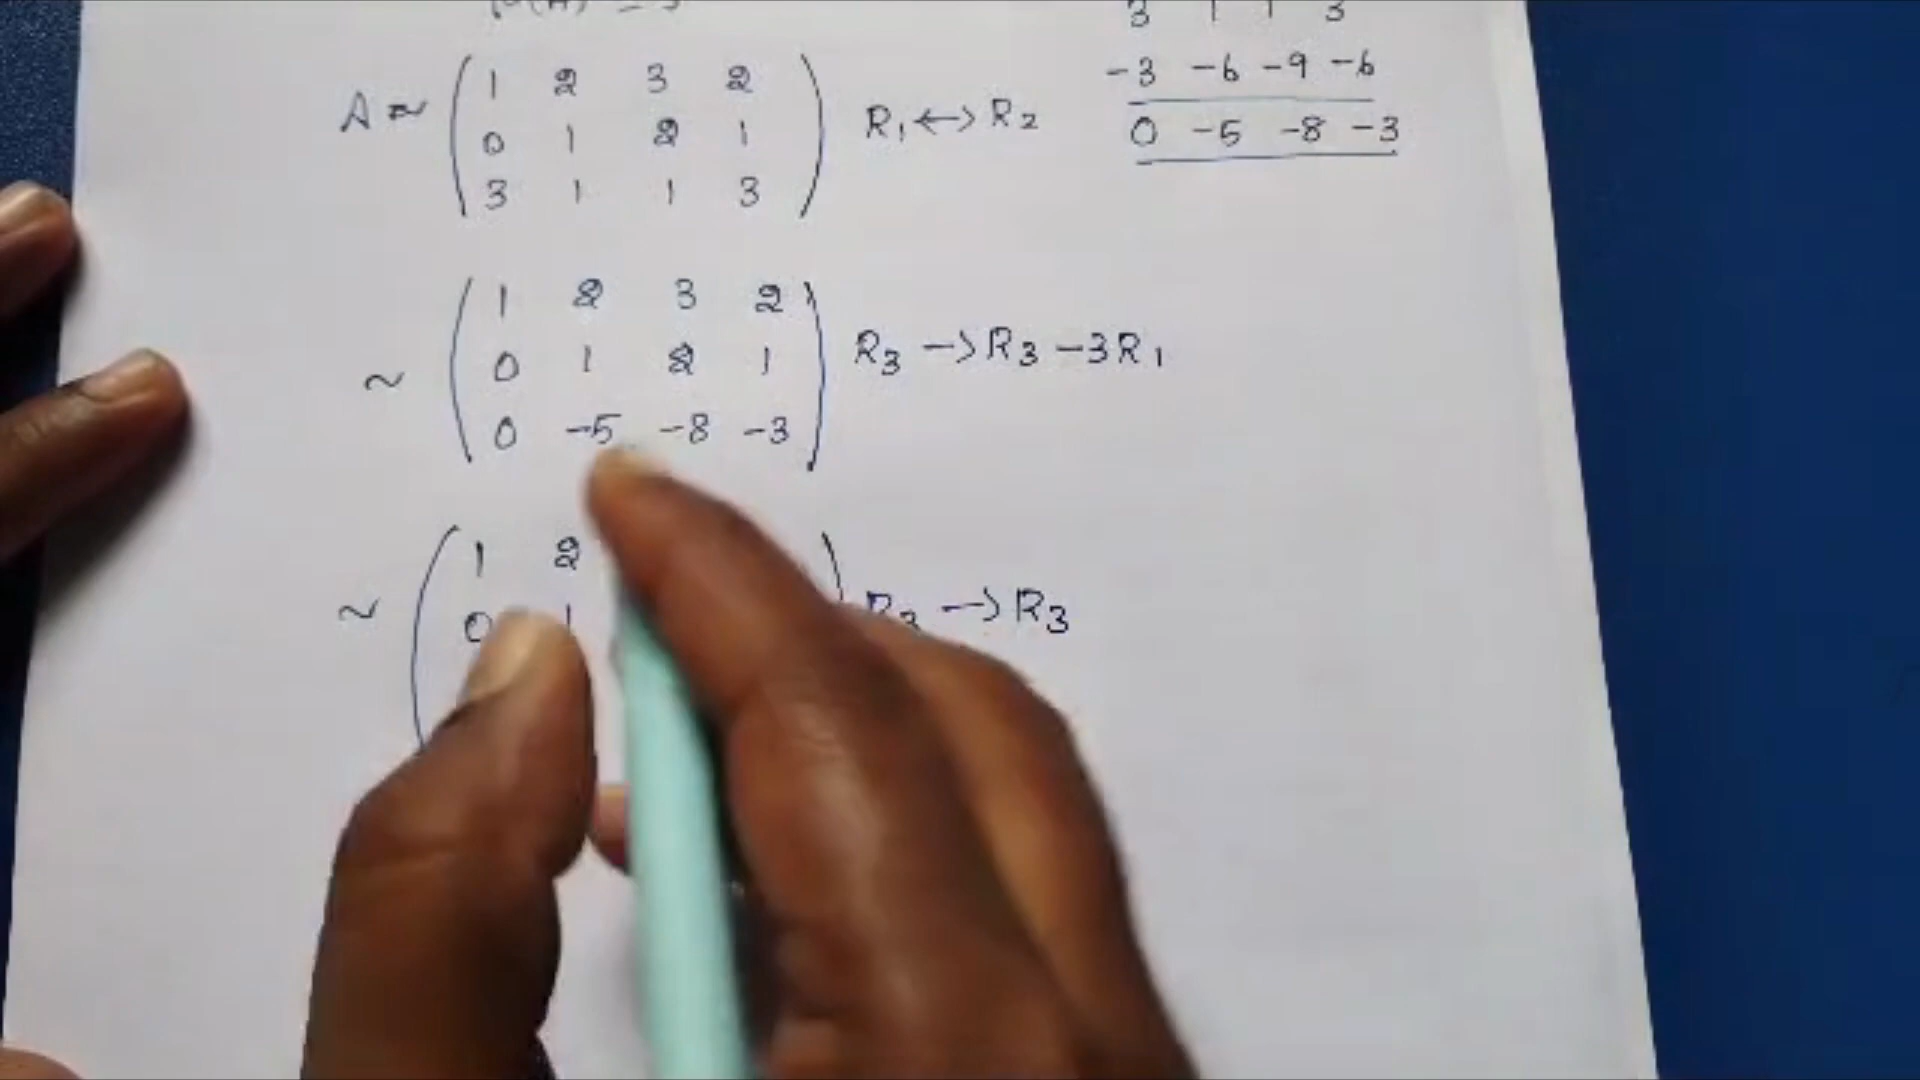 3 1 1 3
-3 -6 -9 -6
0 -5 -8 -3
A ~ ( 1 2 3 2
0 1 2 1
3 1 1 3 ) R₁ ↔ R₂
~ ( 1 2 3 2
0 1 2 1
0 -5 -8 -3 ) R₃ → R₃ -3R₁
~ ( 1 2
0 1 ) R₃ → R₃